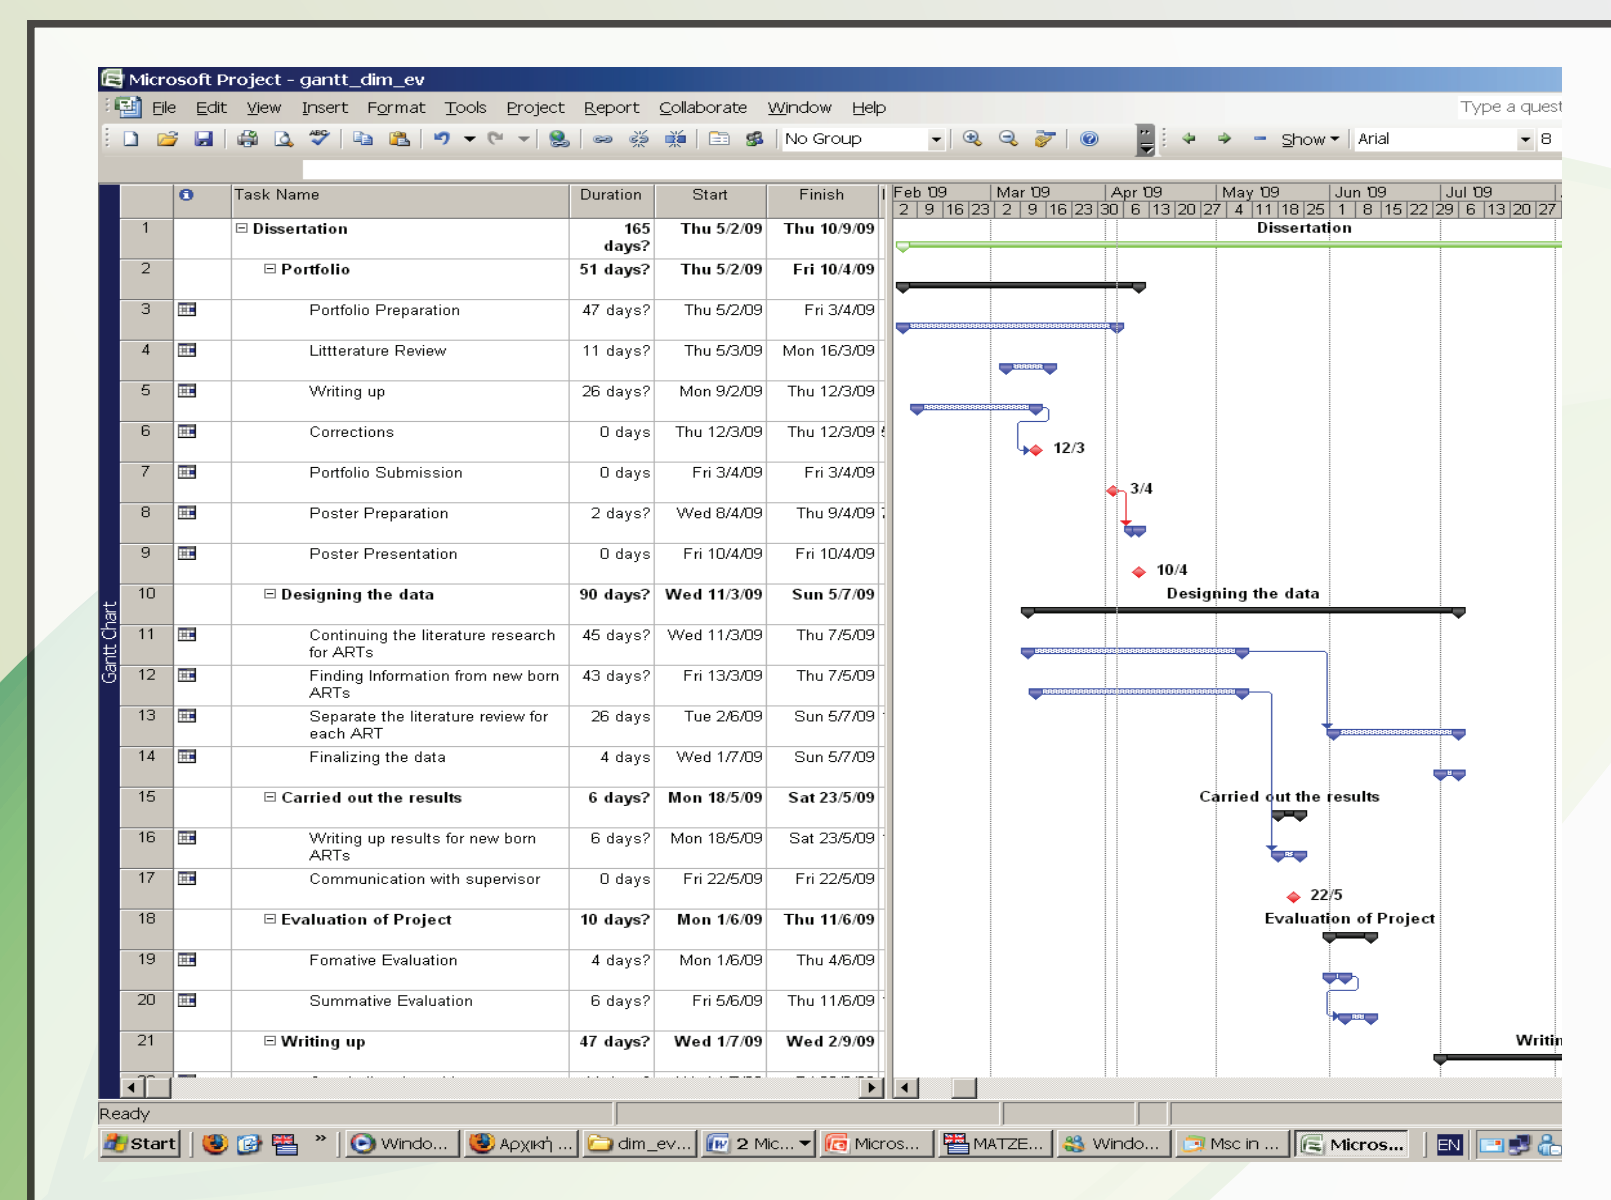 Microsoft Project - gantt_dim_ev
File Edit View Insert Format Tools Project Report Collaborate Window Help
Type a quest
No Group Show Arial 8
Task Name Duration Start Finish
Feb '09 Mar '09 Apr '09 May '09 Jun '09 Jul '09
2 9 16 23 2 9 16 23 30 6 13 20 27 4 11 18 25 1 8 15 22 29 6 13 20 27
1 Dissertation 165 days? Thu 5/2/09 Thu 10/9/09 Dissertation
2 Portfolio 51 days? Thu 5/2/09 Fri 10/4/09
3 Portfolio Preparation 47 days? Thu 5/2/09 Fri 3/4/09
4 Littterature Review 11 days? Thu 5/3/09 Mon 16/3/09
5 Writing up 26 days? Mon 9/2/09 Thu 12/3/09
6 Corrections 0 days Thu 12/3/09 Thu 12/3/09 12/3
7 Portfolio Submission 0 days Fri 3/4/09 Fri 3/4/09 3/4
8 Poster Preparation 2 days? Wed 8/4/09 Thu 9/4/09
9 Poster Presentation 0 days Fri 10/4/09 Fri 10/4/09 10/4
10 Designing the data 90 days? Wed 11/3/09 Sun 5/7/09 Designing the data
11 Continuing the literature research for ARTs 45 days? Wed 11/3/09 Thu 7/5/09
12 Finding Information from new born ARTs 43 days? Fri 13/3/09 Thu 7/5/09
13 Separate the literature review for each ART 26 days Tue 2/6/09 Sun 5/7/09
14 Finalizing the data 4 days Wed 1/7/09 Sun 5/7/09
15 Carried out the results 6 days? Mon 18/5/09 Sat 23/5/09 Carried out the results
16 Writing up results for new born ARTs 6 days? Mon 18/5/09 Sat 23/5/09
17 Communication with supervisor 0 days Fri 22/5/09 Fri 22/5/09 22/5
18 Evaluation of Project 10 days? Mon 1/6/09 Thu 11/6/09 Evaluation of Project
19 Fomative Evaluation 4 days? Mon 1/6/09 Thu 4/6/09
20 Summative Evaluation 6 days? Fri 5/6/09 Thu 11/6/09
21 Writing up 47 days? Wed 1/7/09 Wed 2/9/09 Writin
Gantt Chart
Ready
Start » Windo... Αρχική ... dim_ev... 2 Mic... Micros... MATZE... Windo... Msc in ... Micros... EN